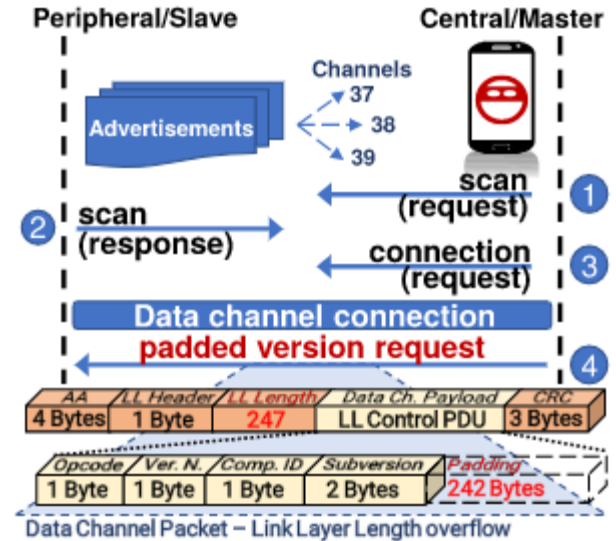 Peripheral/Slave
Central/Master
Channels
37
38
39
Advertisements
1
scan
(request)
2
scan
(response)
connection
(request)
3
Data channel connection
padded version request
4
AA
LL Header
LL Length
Data Ch. Payload
CRC
4 Bytes
1 Byte
247
LL Control PDU
3 Bytes
Opcode
Ver. N.
Comp. ID
Subversion
Padding
1 Byte
1 Byte
1 Byte
2 Bytes
242 Bytes
Data Channel Packet – Link Layer Length overflow